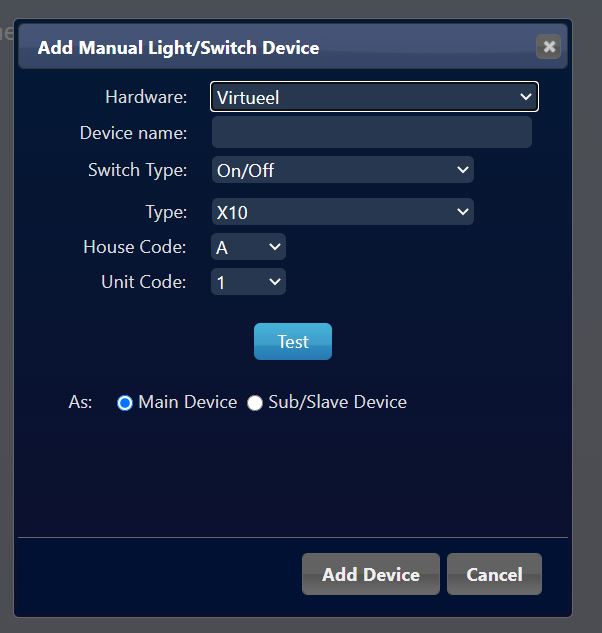 Add Manual Light/Switch Device
Hardware: Virtueel
Device name:
Switch Type: On/Off
Type: X10
House Code: A
Unit Code: 1
Test
As: Main Device Sub/Slave Device
Add Device Cancel